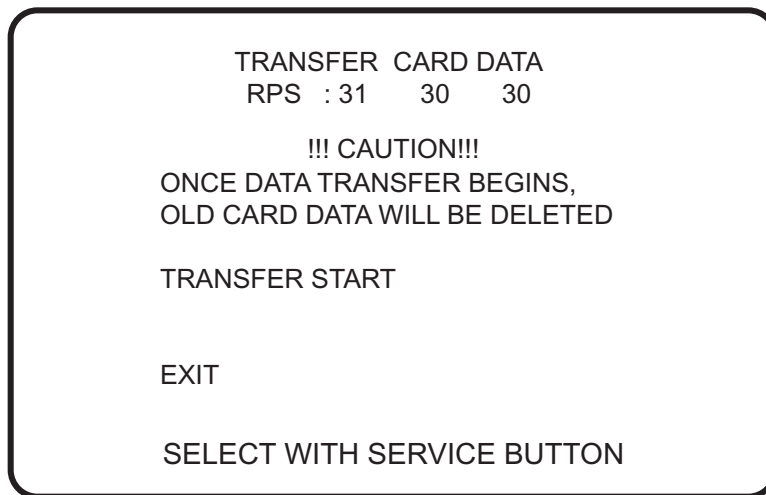 TRANSFER CARD DATA
RPS : 31 30 30
!!! CAUTION!!!
ONCE DATA TRANSFER BEGINS,
OLD CARD DATA WILL BE DELETED
TRANSFER START
EXIT
SELECT WITH SERVICE BUTTON